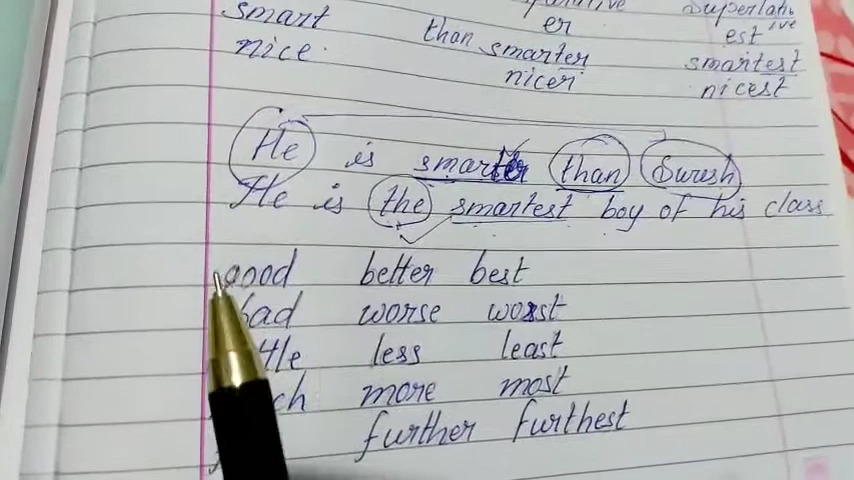 smart er Superlative
nice than smarter est
nicer smartest
nicest
He is smarter than Suresh
He is the smartest boy of his class
good better best
bad worse worst
less least
more most
further furthest